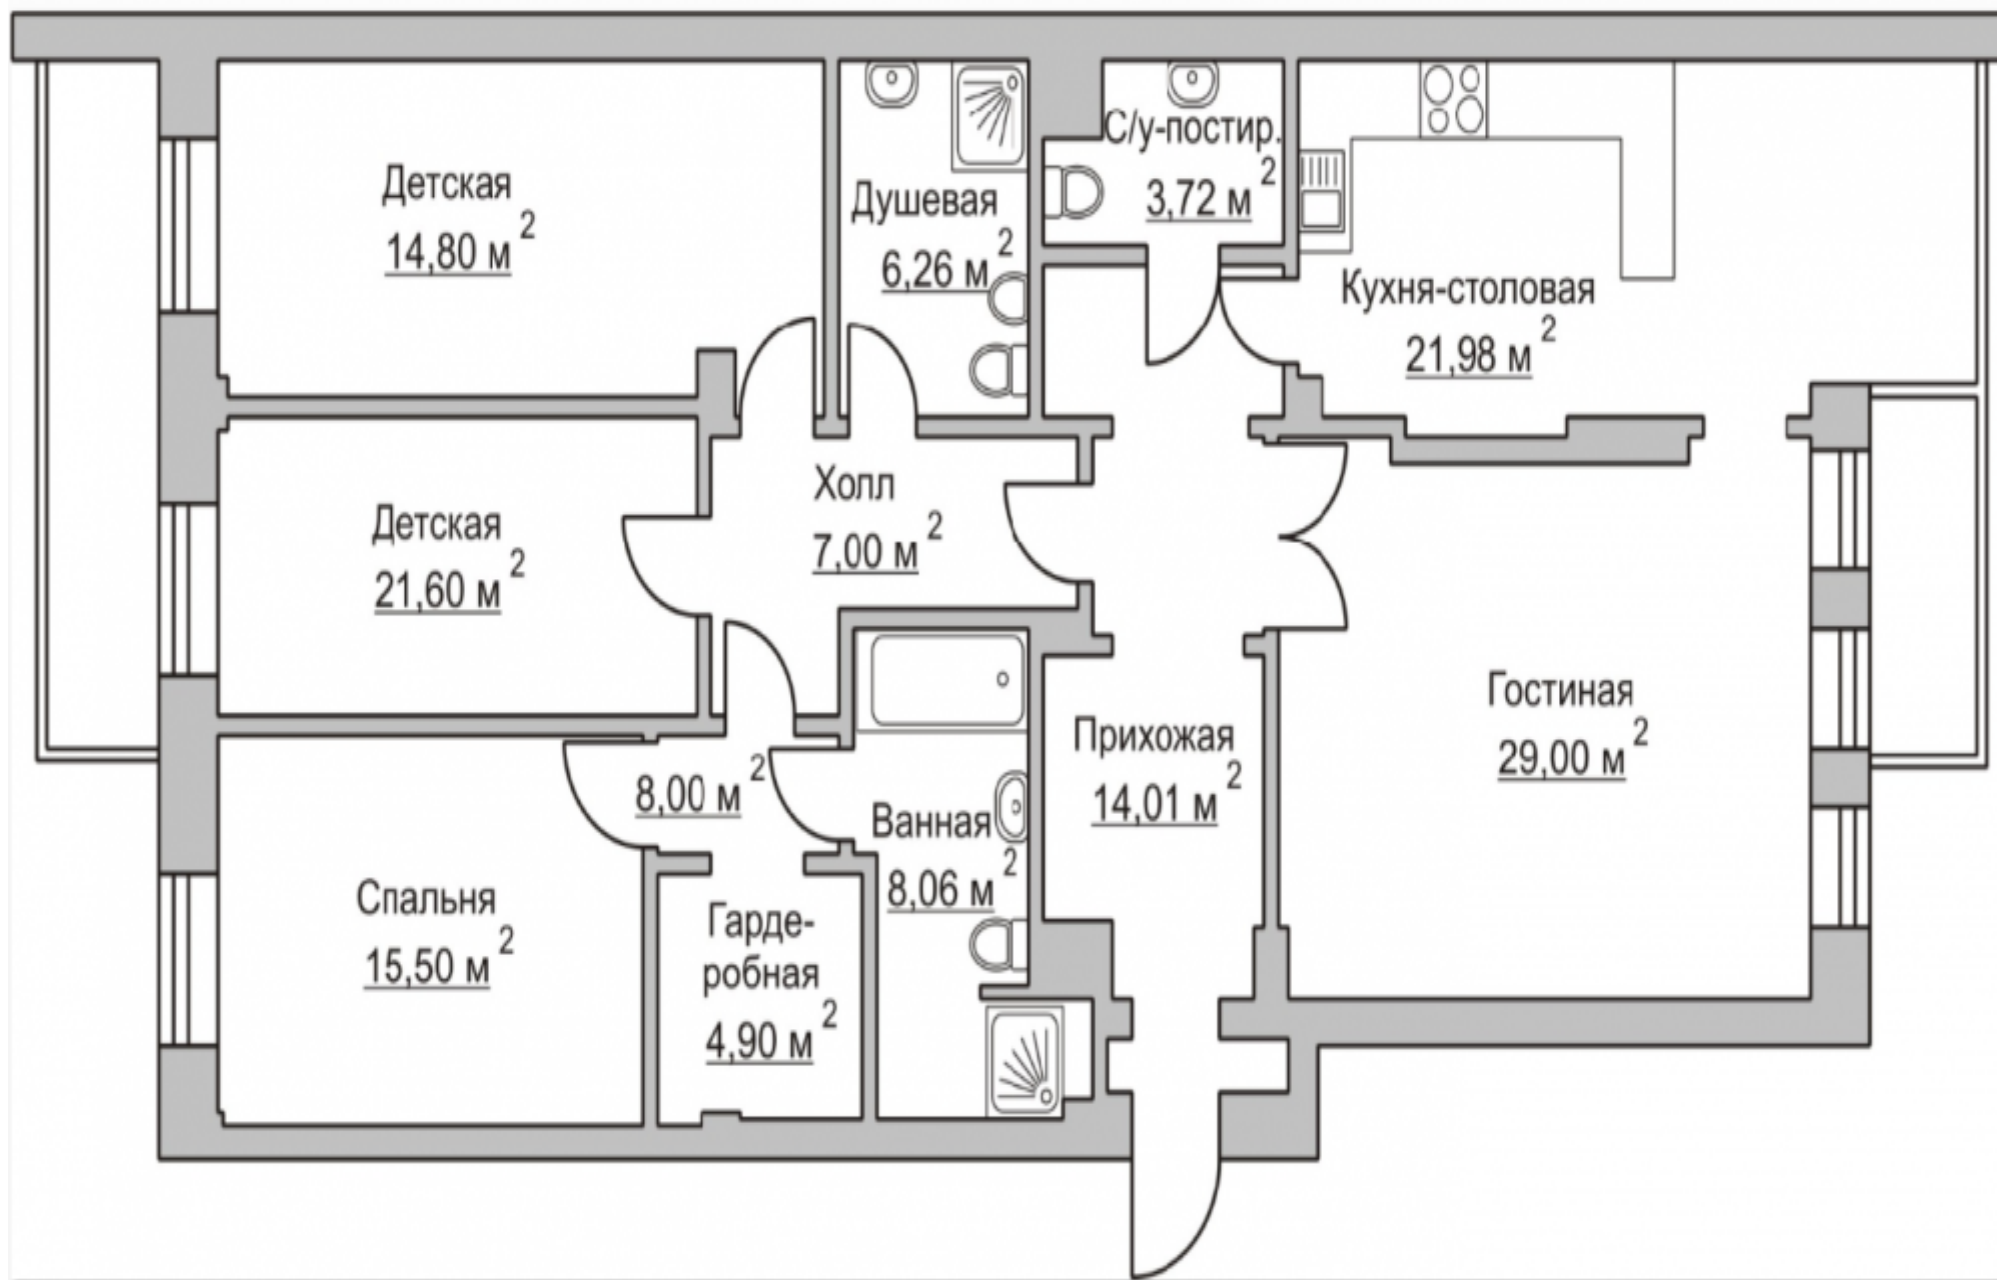 Детская
14,80 м²
Душевая
6,26 м²
С/у-постир.
3,72 м²
Кухня-столовая
21,98 м²
Детская
21,60 м²
Холл
7,00 м²
Гостиная
29,00 м²
Прихожая
14,01 м²
8,00 м²
Ванная
8,06 м²
Спальня
15,50 м²
Гарде-
робная
4,90 м²